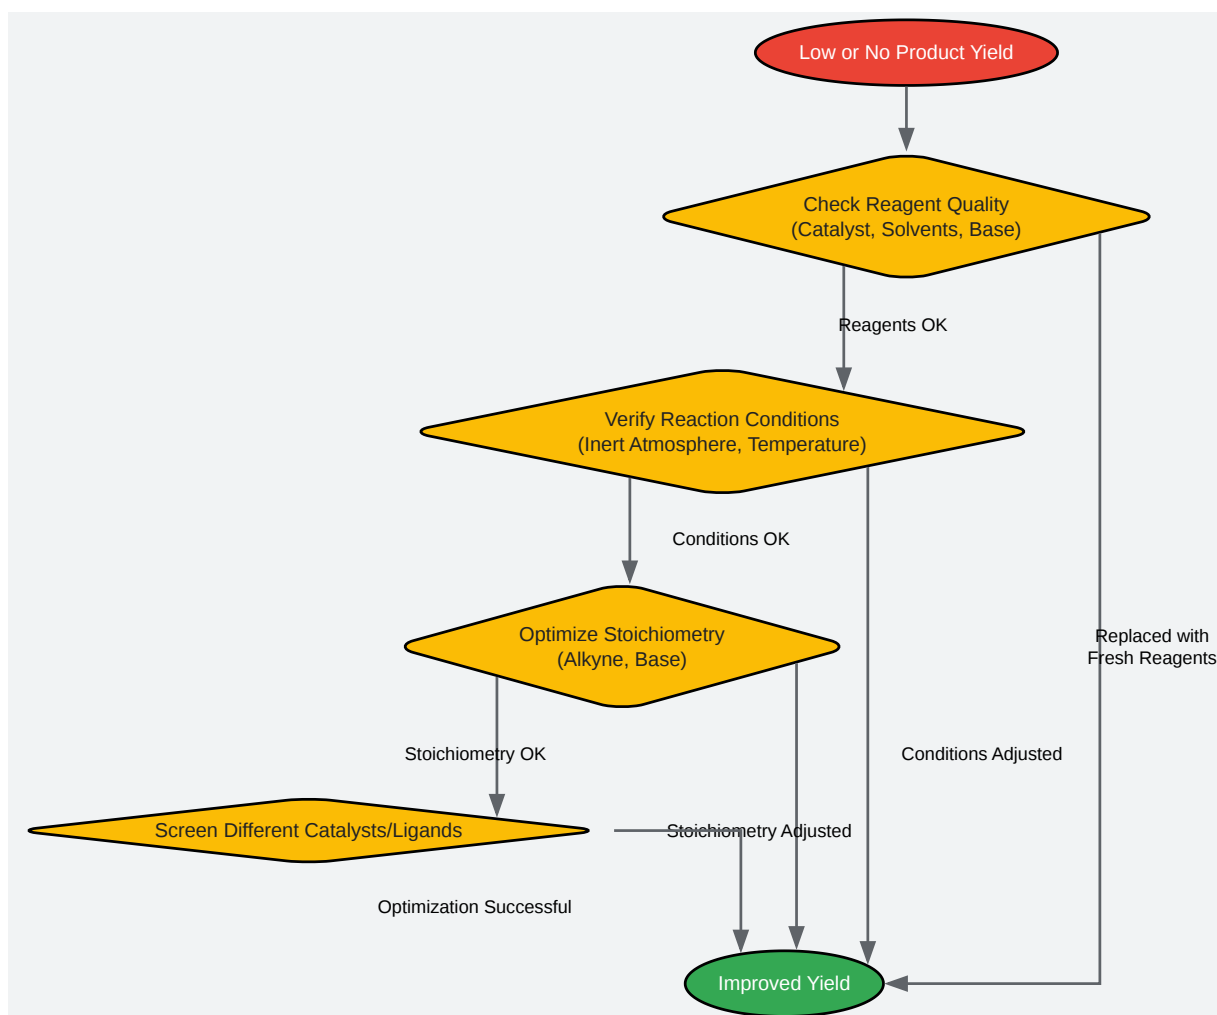 Low or No Product Yield
Check Reagent Quality
(Catalyst, Solvents, Base)
Reagents OK
Verify Reaction Conditions
(Inert Atmosphere, Temperature)
Conditions OK
Optimize Stoichiometry
(Alkyne, Base)
Replaced with
Fresh Reagents
Stoichiometry OK
Conditions Adjusted
Screen Different Catalysts/Ligands
Stoichiometry Adjusted
Optimization Successful
Improved Yield